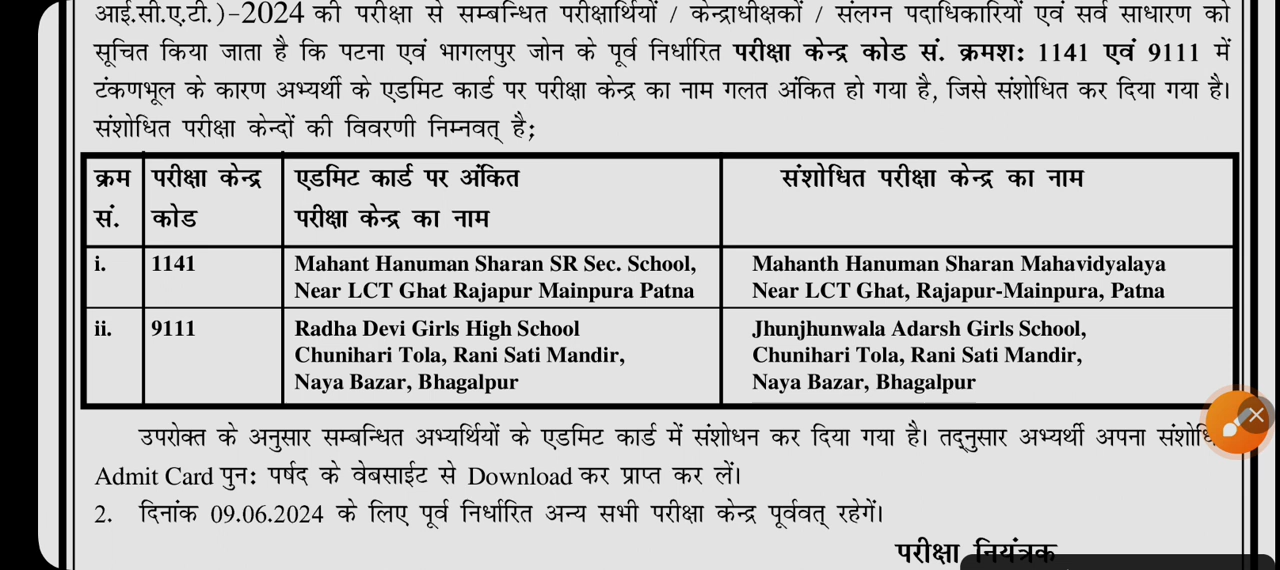 आई.सी.ए.टी.)-2024 की परीक्षा से सम्बन्धित परीक्षार्थियों / केन्द्राधीक्षकों / संलग्न पदाधिकारियों एवं सर्व साधारण को
सूचित किया जाता है कि पटना एवं भागलपुर जोन के पूर्व निर्धारित परीक्षा केन्द्र कोड सं. क्रमश: 1141 एवं 9111 में
टंकणभूल के कारण अभ्यर्थी के एडमिट कार्ड पर परीक्षा केन्द्र का नाम गलत अंकित हो गया है, जिसे संशोधित कर दिया गया है।
संशोधित परीक्षा केन्दों की विवरणी निम्नवत् है;
क्रम सं.
परीक्षा केन्द्र कोड
एडमिट कार्ड पर अंकित
परीक्षा केन्द्र का नाम
संशोधित परीक्षा केन्द्र का नाम
i.
1141
Mahant Hanuman Sharan SR Sec. School,
Near LCT Ghat Rajapur Mainpura Patna
Mahanth Hanuman Sharan Mahavidyalaya
Near LCT Ghat, Rajapur-Mainpura, Patna
ii.
9111
Radha Devi Girls High School
Chunihari Tola, Rani Sati Mandir,
Naya Bazar, Bhagalpur
Jhunjhunwala Adarsh Girls School,
Chunihari Tola, Rani Sati Mandir,
Naya Bazar, Bhagalpur
उपरोक्त के अनुसार सम्बन्धित अभ्यर्थियों के एडमिट कार्ड में संशोधन कर दिया गया है। तद्नुसार अभ्यर्थी अपना
Admit Card पुन: पर्षद के वेबसाईट से Download कर प्राप्त कर लें।
2. दिनांक 09.06.2024 के लिए पूर्व निर्धारित अन्य सभी परीक्षा केन्द्र पूर्ववत् रहेगें।
परीक्षा नियंत्रक